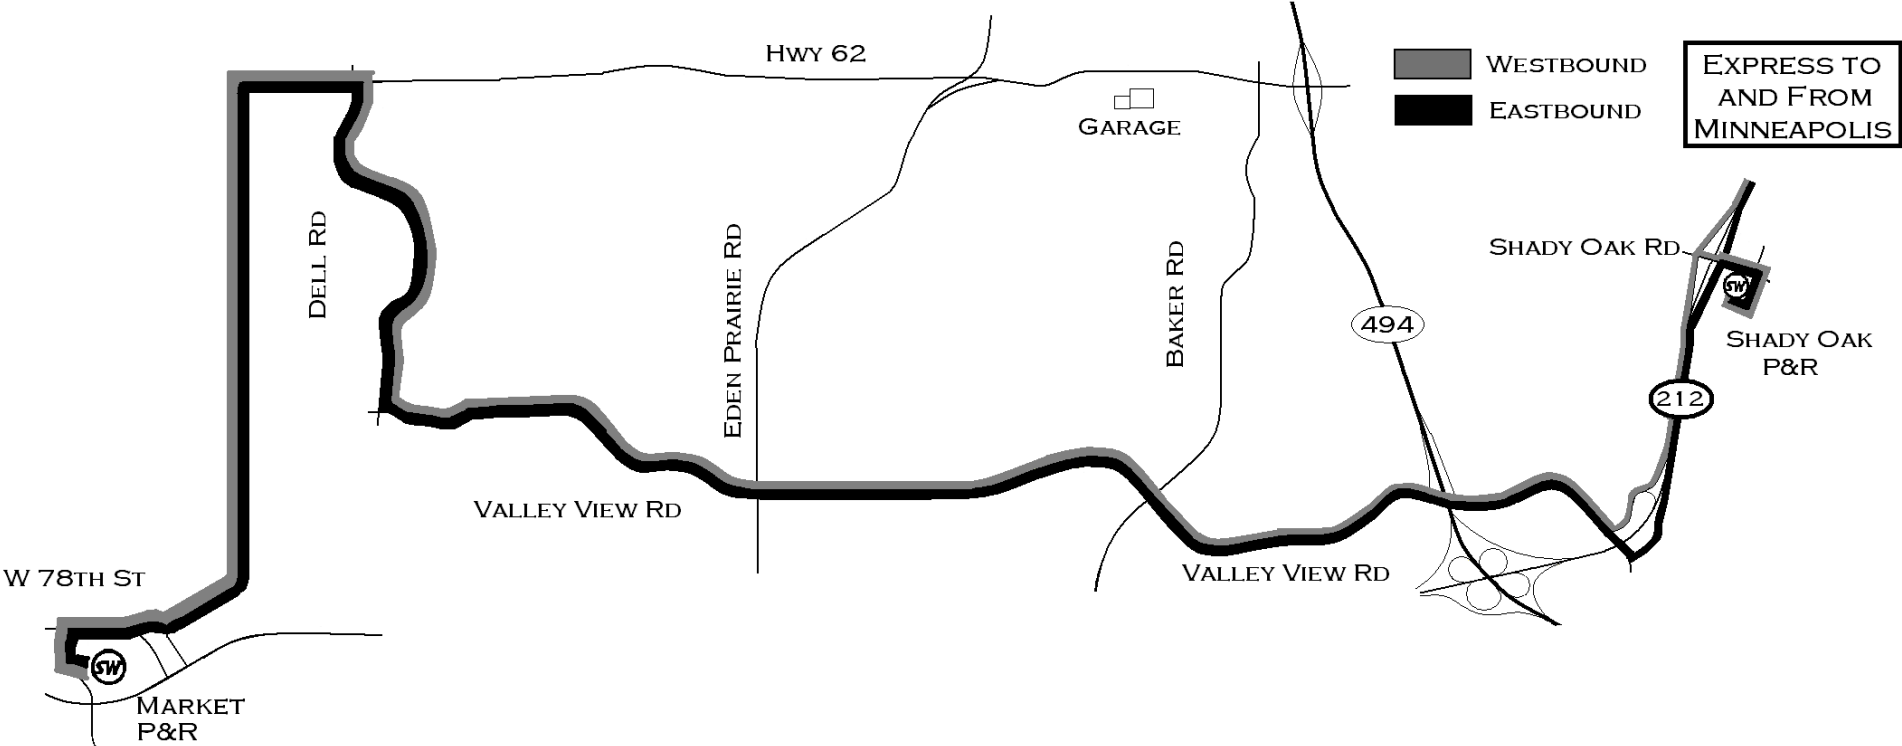 HWY 62
WESTBOUND
EASTBOUND
EXPRESS TO
AND FROM
MINNEAPOLIS
GARAGE
DELL RD
EDEN PRAIRIE RD
BAKER RD
SHADY OAK RD
SW
494
SHADY OAK
P&R
212
VALLEY VIEW RD
VALLEY VIEW RD
W 78TH ST
SW
MARKET
P&R